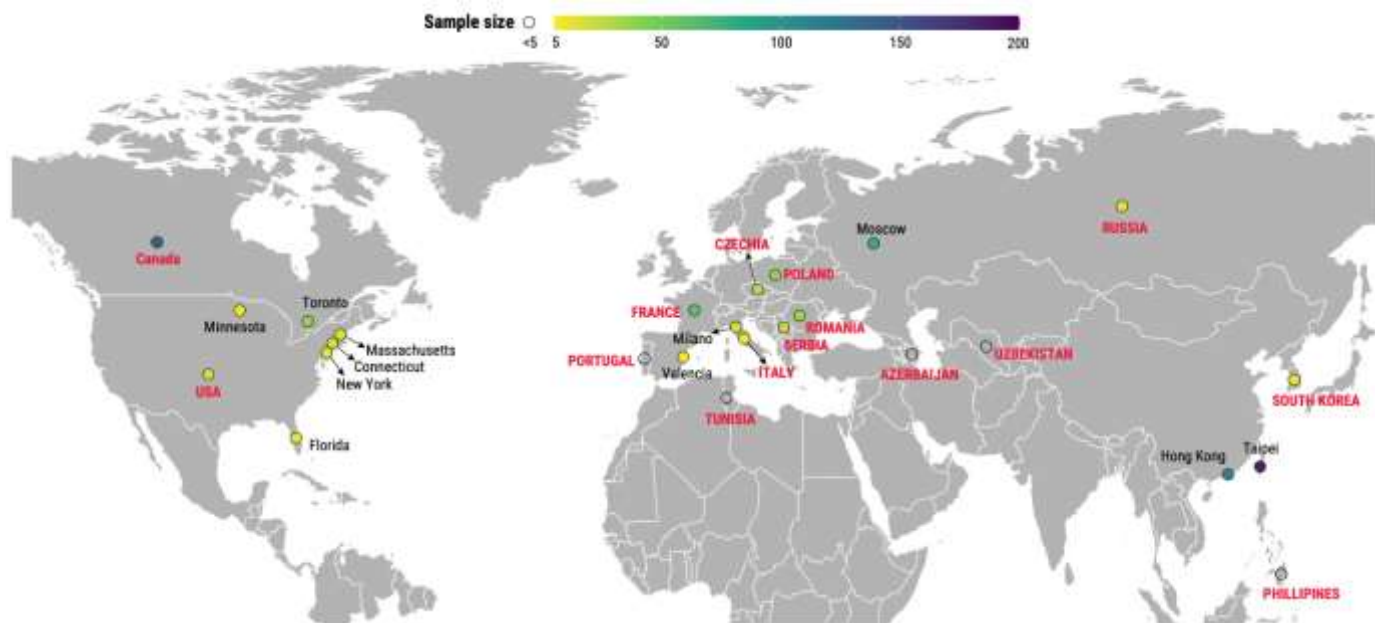 Sample size
<5 5 50 100 150 200
Canada
Minnesota
Toronto
Massachusetts
Connecticut
New York
USA
Florida
CZECHIA
POLAND
Moscow
RUSSIA
FRANCE
Milano
ROMANIA
SERBIA
PORTUGAL
Valencia
ITALY
TUNISIA
AZERBAIJAN
UZBEKISTAN
SOUTH KOREA
Hong Kong
Taipei
PHILLIPINES